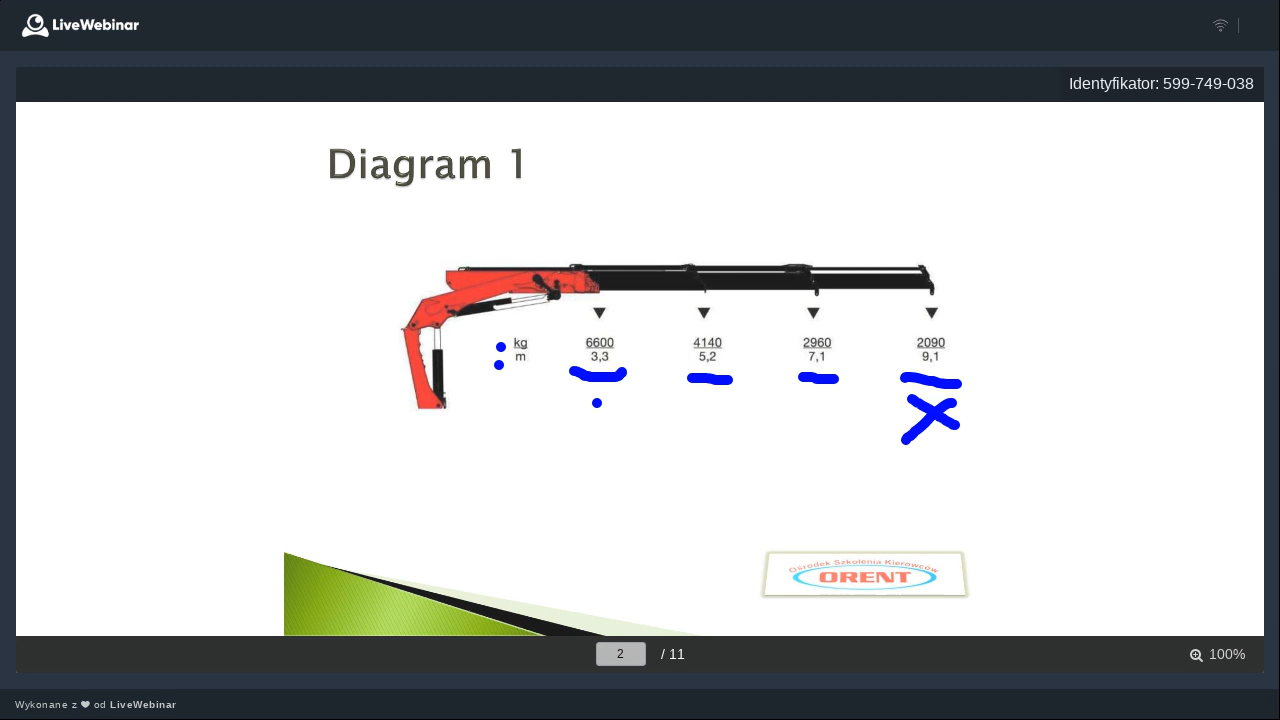 LiveWebinar
Identyfikator: 599-749-038
Diagram 1
kg 6600 4140 2960 2090
m 3,3 5,2 7,1 9,1
Ośrodek Szkolenia Kierowców
ORENT
2 / 11
100%
Wykonane z ❤ od LiveWebinar